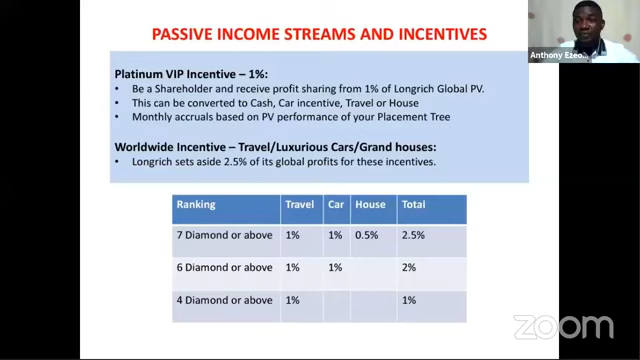 PASSIVE INCOME STREAMS AND INCENTIVES
Anthony Ezeo...
Platinum VIP Incentive – 1%:
• Be a Shareholder and receive profit sharing from 1% of Longrich Global PV.
• This can be converted to Cash, Car incentive, Travel or House
• Monthly accruals based on PV performance of your Placement Tree
Worldwide Incentive – Travel/Luxurious Cars/Grand houses:
• Longrich sets aside 2.5% of its global profits for these incentives.
Ranking Travel Car House Total
7 Diamond or above 1% 1% 0.5% 2.5%
6 Diamond or above 1% 1% 2%
4 Diamond or above 1% 1%
zoom